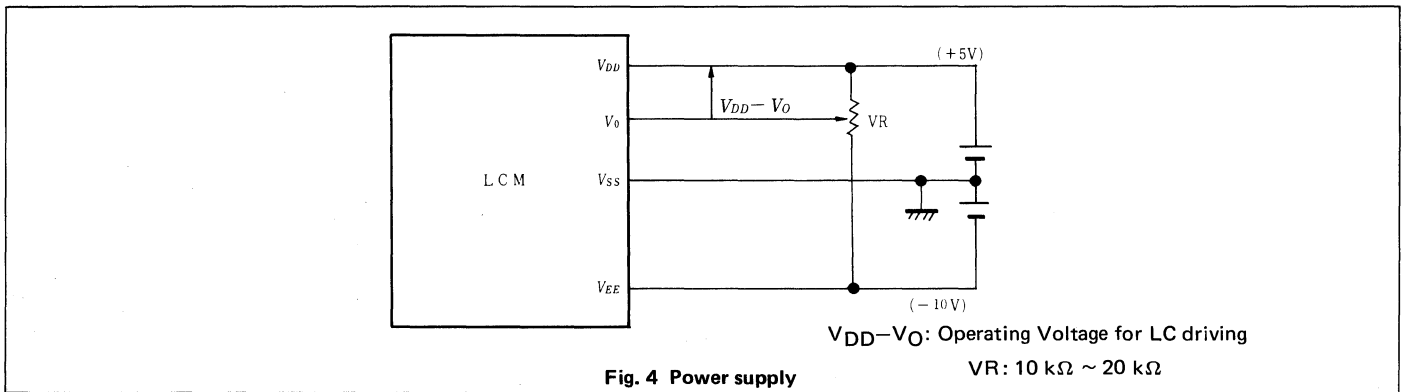 (+5V)
VDD
VDD— VO
V0
VR
LCM
VSS
VEE
(−10V)
VDD—VO: Operating Voltage for LC driving
VR: 10 kΩ ~ 20 kΩ
Fig. 4 Power supply